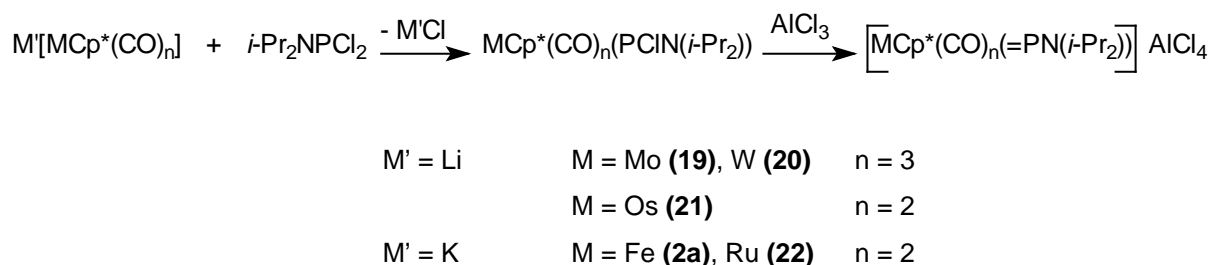 - M'Cl AlCl₃
M'[MCp*(CO)ₙ] + i-Pr₂NPCl₂ MCp*(CO)ₙ(PClN(i-Pr₂)) [MCp*(CO)ₙ(=PN(i-Pr₂))] AlCl₄
M' = Li M = Mo (19), W (20) n = 3
M = Os (21) n = 2
M' = K M = Fe (2a), Ru (22) n = 2